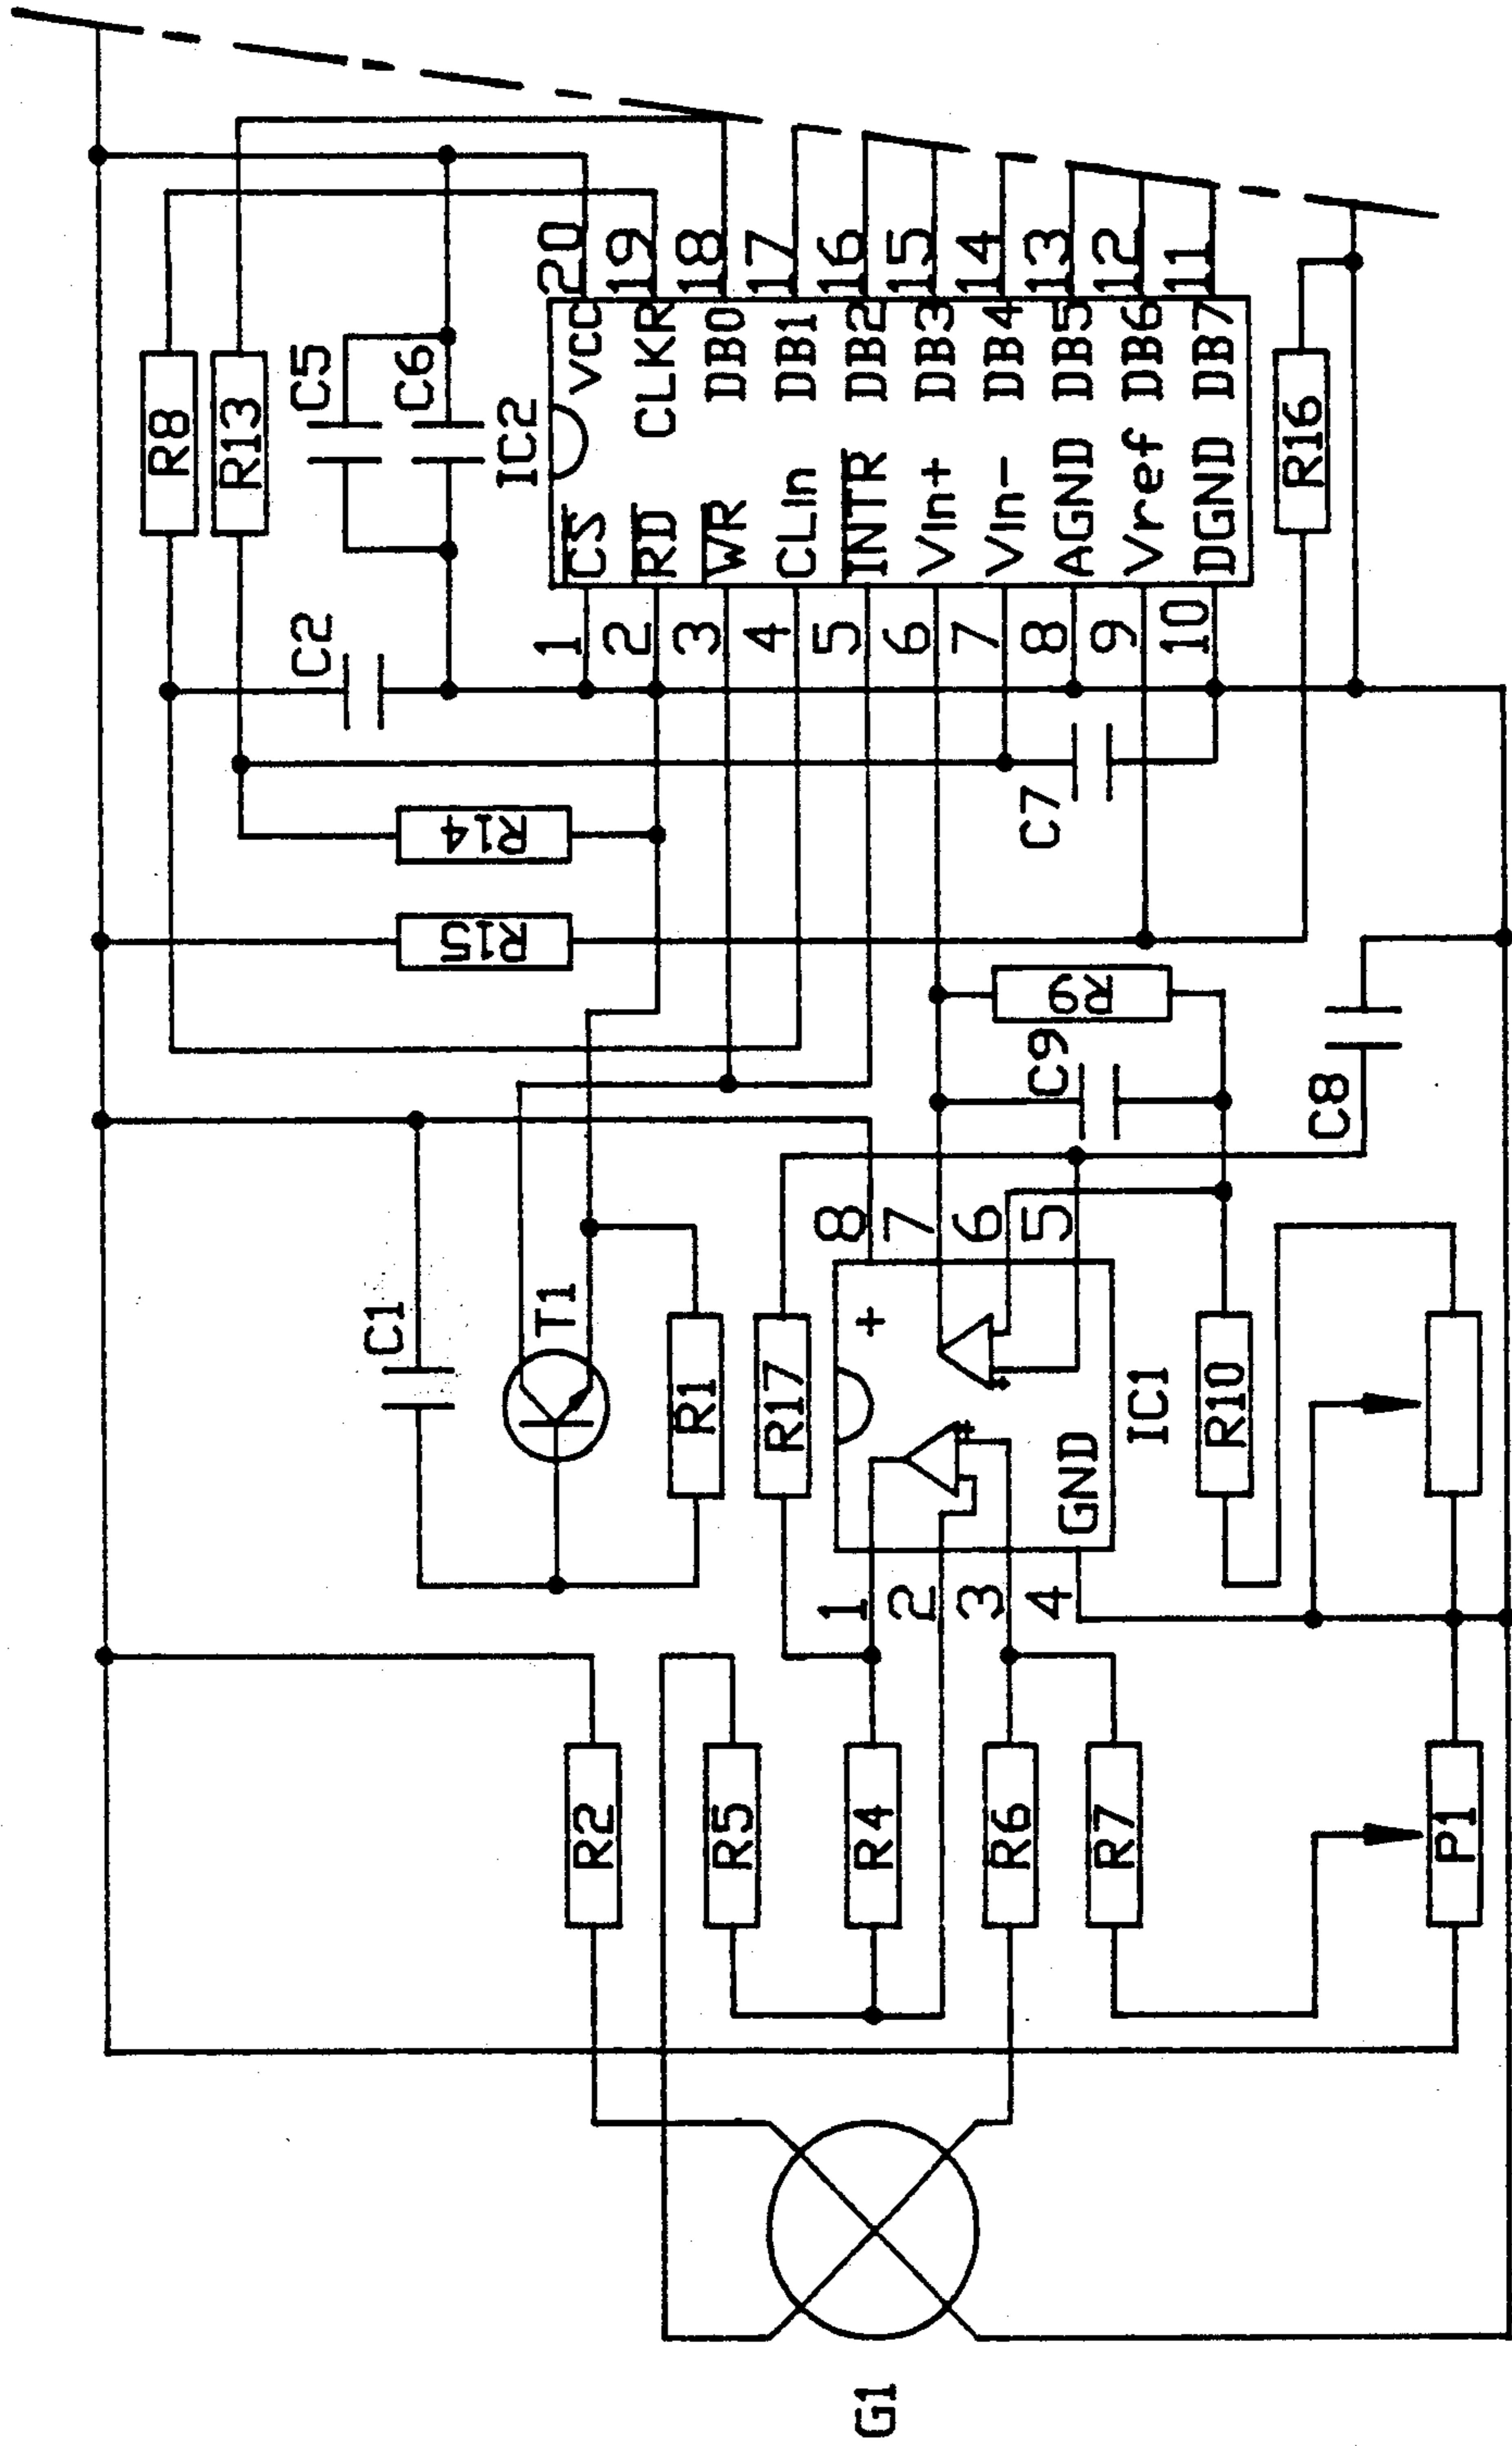 R8
R13
C5
C6
C2
IC2
20
19
18
17
16
15
14
13
12
11
VCC
CLKR
DB0
DB1
DB2
DB3
DB4
DB5
DB6
DB7
CS
RD
WR
CLIn
INTR
VIn+
VIn-
AGND
Vref
DGND
1
2
3
4
5
6
7
8
9
10
R16
C7
R14
R15
R9
C9
C8
C1
T1
R1
R17
8
7
6
5
+
IC1
GND
R10
1
2
3
4
R2
R5
R4
R6
R7
P1
G1